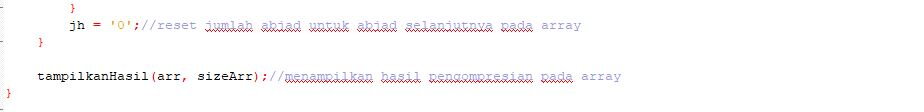 }
jh = '0';//reset jumlah abjad untuk abjad selanjutnya pada array
}
tampilkanHasil(arr, sizeArr);//menampilkan hasil pengompresian pada array
}